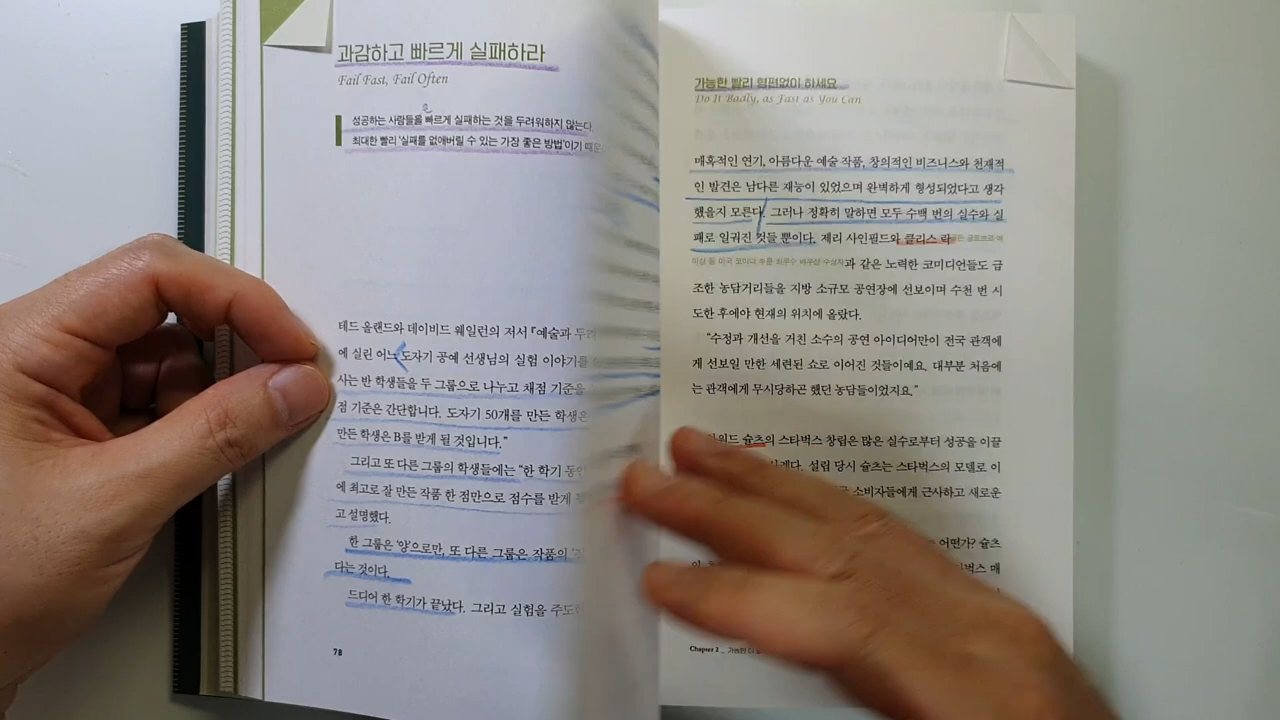 과감하고 빠르게 실패하라
Fail Fast, Fail Often
은
성공하는 사람들을 빠르게 실패하는 것을 두려워하지 않는다.
최대한 빨리 '실패를 없애버릴 수 있는 가장 좋은 방법'이기 때문
테드 올랜드와 데이비드 웨일런의 저서 『예술과
에 실린 어느 도자기 공예 선생님의 실험 이야기를
사는 반 학생들을 두 그룹으로 나누고 채점 기준을
점 기준은 간단합니다. 도자기 50개를 만든 학생은
만든 학생은 B를 받게 될 것입니다."
그리고 또 다른 그룹의 학생들에는 "한 학기
에 최고로 잘 만든 작품 한 점만으로 점수를 받게
고 설명했다.
한 그룹은 '양'으로만, 또 다른 그룹은 작품의
다는 것이다.
드디어 한 학기가 끝났다. 그리고 실험을 주도
78
가능한 빨리 형편없이 하세요
Do It Badly, as Fast as You Can
매혹적인 연기, 아름다운 예술 작품, 창의적인 비즈니스와 천재적
인 발견은 남다른 재능이 있었으며 완벽하게 형성되었다고 생각
했을지 모른다. 그러나 정확히 말하면 모두 수백 번의 실수와 실
패로 일궈진 것들 뿐이다. 제리 사인필드와 크리스 락
이상 등 미국 코미디 부문 최우수 배우상 수상자과 같은 노력한 코미디언들도 급
조한 농담거리들을 지방 소규모 공연장에 선보이며 수천 번 시
도한 후에야 현재의 위치에 올랐다.
"수정과 개선을 거친 소수의 공연 아이디어만이 전국 관객에
게 선보일 만한 세련된 쇼로 이어진 것들이에요. 대부분 처음에
는 관객에게 무시당하곤 했던 농담들이었지요."
슐츠의 스타벅스 창립은 많은 실수로부터 성공을 이끌
설립 당시 슐츠는 스타벅스의 모델로 이
소비자들에게 근사하고 새로운
어떤가? 슐츠
매
Chapter 2 _ 가능한 더